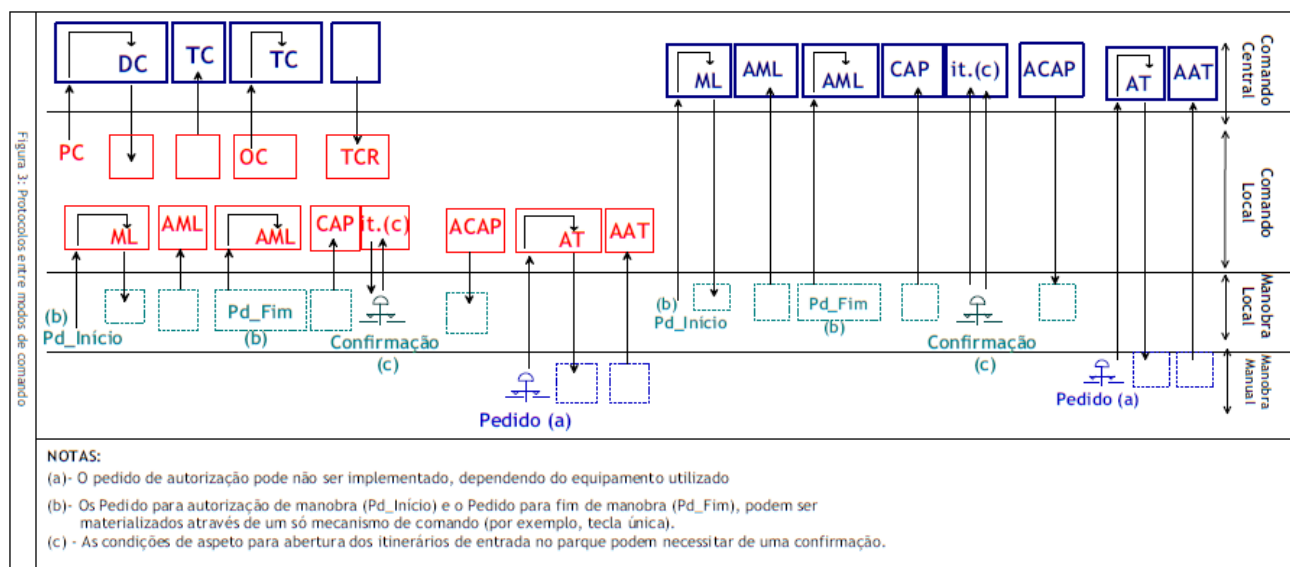 DC
TC
TC
ML
AML
AML
CAP
it.(c)
ACAP
AT
AAT
Comando
Central
PC
OC
TCR
Comando
Local
ML
AML
AML
CAP
it.(c)
ACAP
AT
AAT
(b)
Pd_Início
Pd_Fim
(b)
Confirmação
(c)
(b)
Pd_Início
Pd_Fim
(b)
Confirmação
(c)
Manobra
Local
Pedido (a)
Pedido (a)
Manobra
Manual
Figura 3: Protocolos entre modos de comando
NOTAS:
(a)- O pedido de autorização pode não ser implementado, dependendo do equipamento utilizado
(b)- Os Pedido para autorização de manobra (Pd_Início) e o Pedido para fim de manobra (Pd_Fim), podem ser
materializados através de um só mecanismo de comando (por exemplo, tecla única).
(c) - As condições de aspeto para abertura dos itinerários de entrada no parque podem necessitar de uma confirmação.